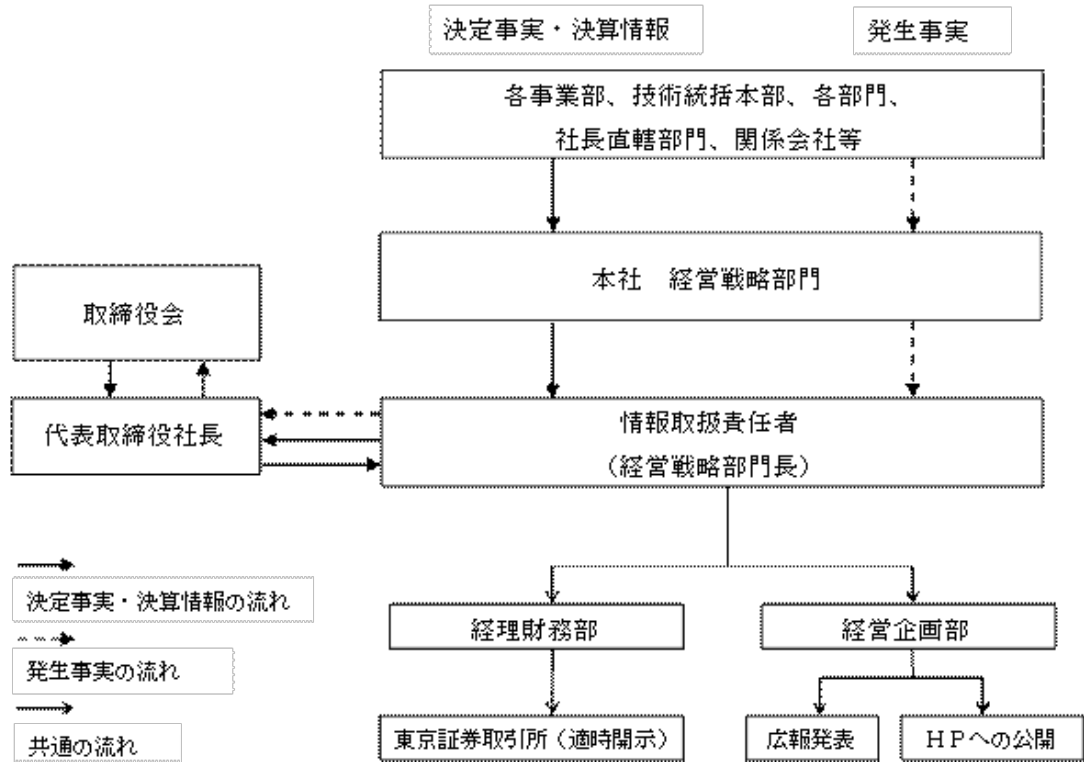 決定事実・決算情報
発生事実
各事業部、技術統括本部、各部門、
社長直轄部門、関係会社等
本社　経営戦略部門
取締役会
代表取締役社長
情報取扱責任者
（経営戦略部門長）
決定事実・決算情報の流れ
発生事実の流れ
共通の流れ
経理財務部
経営企画部
東京証券取引所（適時開示）
広報発表
ＨＰへの公開